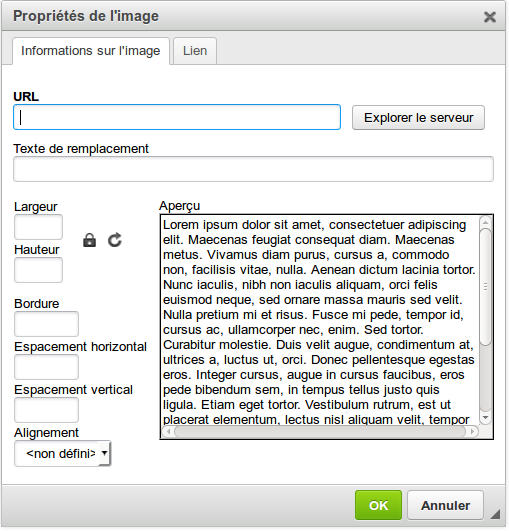 Propriétés de l'image
Informations sur l'image
Lien
URL
Explorer le serveur
Texte de remplacement
Largeur
Hauteur
Bordure
Espacement horizontal
Espacement vertical
Alignement
<non défini>
Aperçu
Lorem ipsum dolor sit amet, consectetuer adipiscing
elit. Maecenas feugiat consequat diam. Maecenas
metus. Vivamus diam purus, cursus a, commodo
non, facilisis vitae, nulla. Aenean dictum lacinia tortor.
Nunc iaculis, nibh non iaculis aliquam, orci felis
euismod neque, sed ornare massa mauris sed velit.
Nulla pretium mi et risus. Fusce mi pede, tempor id,
cursus ac, ullamcorper nec, enim. Sed tortor.
Curabitur molestie. Duis velit augue, condimentum at,
ultrices a, luctus ut, orci. Donec pellentesque egestas
eros. Integer cursus, augue in cursus faucibus, eros
pede bibendum sem, in tempus tellus justo quis
ligula. Etiam eget tortor. Vestibulum rutrum, est ut
placerat elementum, lectus nisl aliquam velit, tempor
OK
Annuler